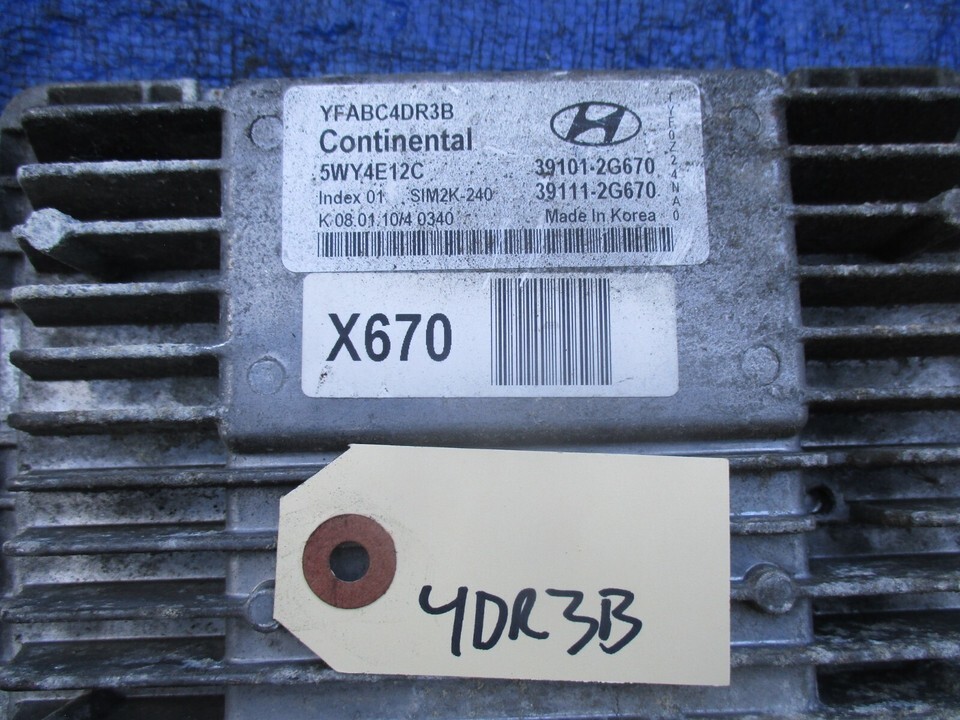 YFABC4DR3B
Continental
5WY4E12C 39101-2G670
Index 01 SIM2K-240 39111-2G670
K 08.01.10/4 0340 Made In Korea
X670
4DR3B